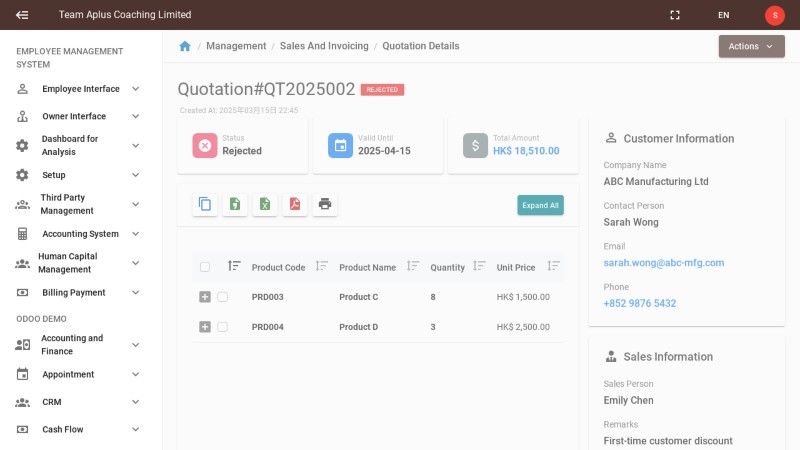 Team Aplus Coaching Limited
EN
S
EMPLOYEE MANAGEMENT
SYSTEM
Employee Interface
Owner Interface
Dashboard for
Analysis
Setup
Third Party
Management
Accounting System
Human Capital
Management
Billing Payment
ODOO DEMO
Accounting and
Finance
Appointment
CRM
Cash Flow
/ Management / Sales And Invoicing / Quotation Details
Actions
Quotation#QT2025002 REJECTED
Created At: 2025年03月15日 22:45
Status
Rejected
Valid Until
2025-04-15
Total Amount
HK$ 18,510.00
Expand All
Product Code Product Name Quantity Unit Price
PRD003 Product C 8 HK$ 1,500.00
PRD004 Product D 3 HK$ 2,500.00
Customer Information
Company Name
ABC Manufacturing Ltd
Contact Person
Sarah Wong
Email
sarah.wong@abc-mfg.com
Phone
+852 9876 5432
Sales Information
Sales Person
Emily Chen
Remarks
First-time customer discount